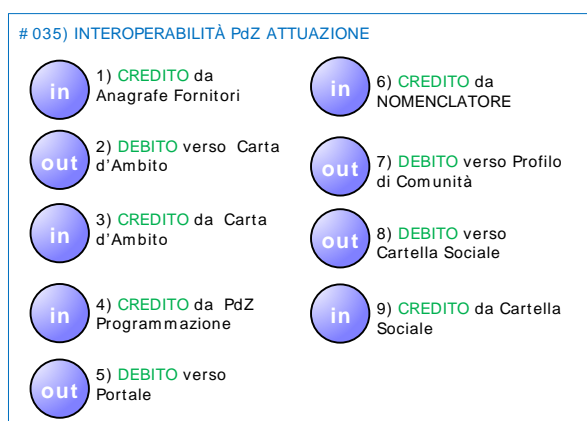 # 035) INTEROPERABILITÀ PdZ ATTUAZIONE
in
1) CREDITO da
Anagrafe Fornitori
out
2) DEBITO verso Carta
d'Ambito
in
3) CREDITO da Carta
d'Ambito
in
4) CREDITO da PdZ
Programmazione
out
5) DEBITO verso
Portale
in
6) CREDITO da
NOMENCLATORE
out
7) DEBITO verso Profilo
di Comunità
out
8) DEBITO verso
Cartella Sociale
in
9) CREDITO da Cartella
Sociale